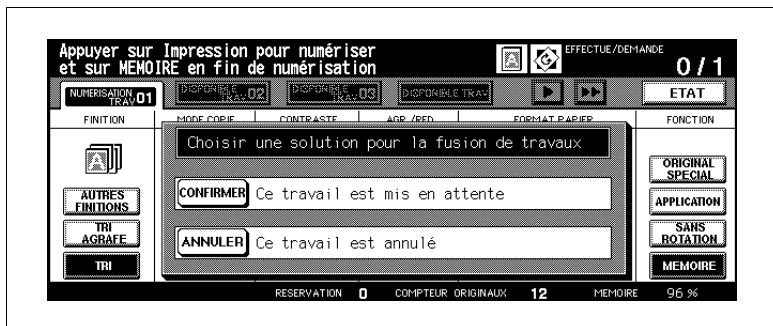 Appuyer sur Impression pour numériser
et sur MEMOIRE en fin de numérisation
EFFECTUE/DEMANDE
0 / 1
NUMERISATION TRAV 01
DISPONIBLE TRAV. 02
DISPONIBLE TRAV. 03
DISPONIBLE TRAV
ETAT
FINITION
MODE COPIE
CONTRASTE
AGR./RED.
FORMAT PAPIER
FONCTION
Choisir une solution pour la fusion de travaux
CONFIRMER Ce travail est mis en attente
ANNULER Ce travail est annulé
AUTRES FINITIONS
TRI AGRAFE
TRI
ORIGINAL SPECIAL
APPLICATION
SANS ROTATION
MEMOIRE
RESERVATION 0 COMPTEUR ORIGINAUX 12 MEMOIRE 96 %